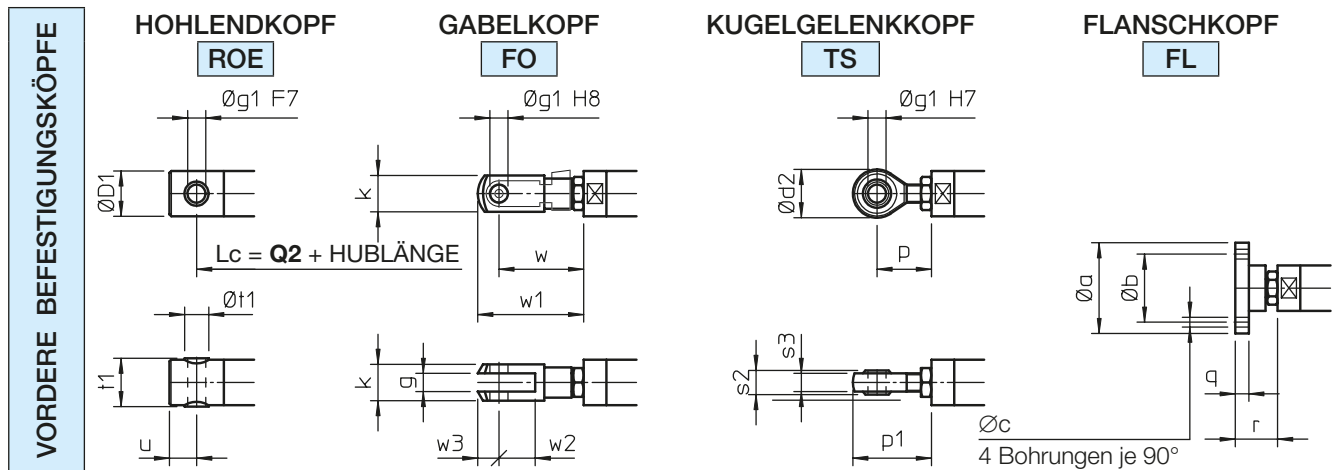 VORDERE BEFESTIGUNGSKÖPFE
HOHLENDKOPF
ROE
Øg1 F7
ØD1
Lc = Q2 + HUBLÄNGE
Øt1
t1
u
GABELKOPF
FO
Øg1 H8
k
w
w1
k
g
w3
w2
KUGELGELENKKOPF
TS
Øg1 H7
Ød2
p
s3
s2
p1
FLANSCHKOPF
FL
Øa
Øb
q
r
Øc
4 Bohrungen je 90°